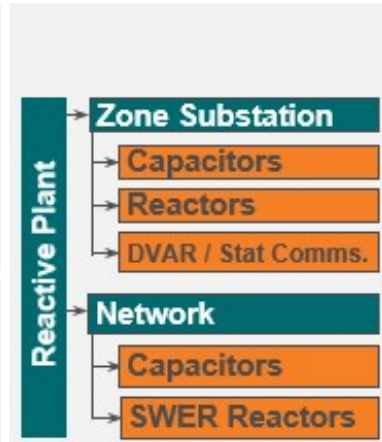 Reactive Plant
Zone Substation
Capacitors
Reactors
DVAR / Stat Comms.
Network
Capacitors
SWER Reactors